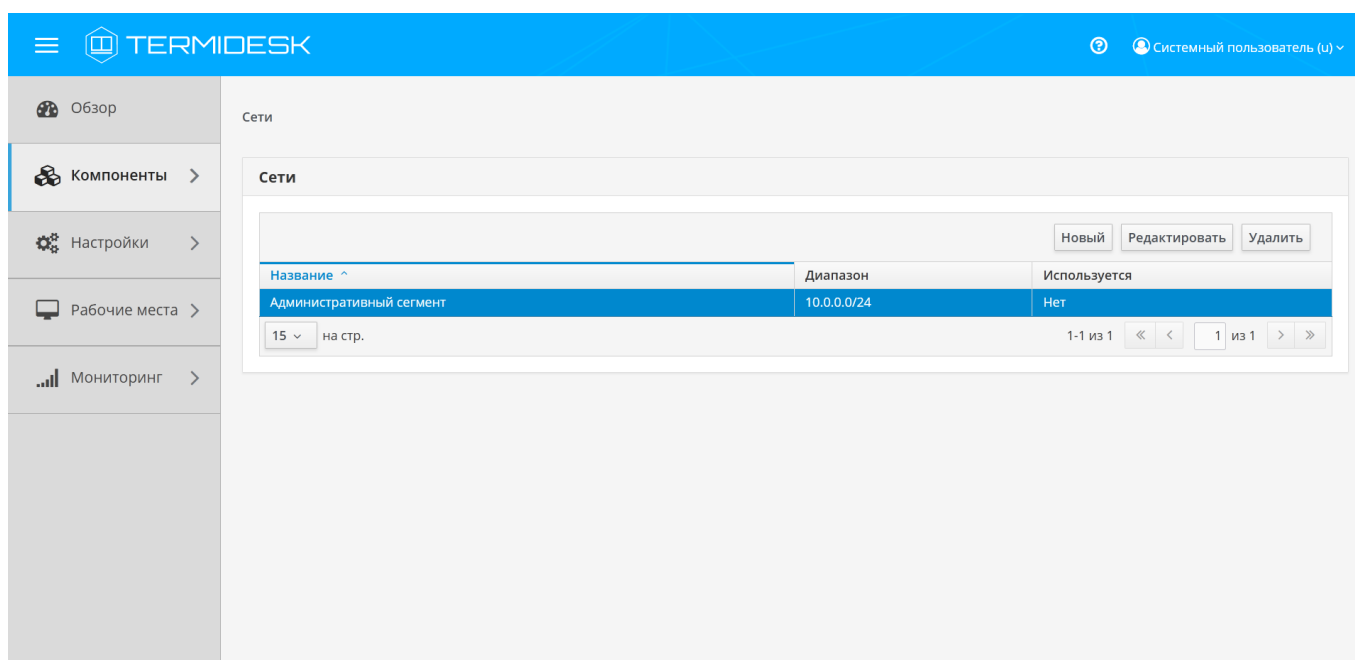 TERMIDESK
Системный пользователь (u)
Обзор
Компоненты
Настройки
Рабочие места
Мониторинг
Сети
Сети
Новый Редактировать Удалить
Название Диапазон Используется
Административный сегмент 10.0.0.0/24 Нет
15 на стр. 1-1 из 1 « < 1 из 1 > »